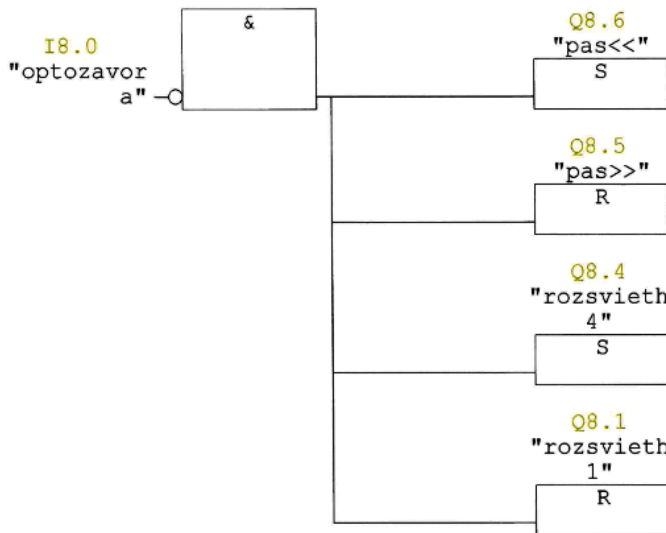 &
I8.0
"optozavor
a"
Q8.6
"pas<<"
S
Q8.5
"pas>>"
R
Q8.4
"rozsvieth
4"
S
Q8.1
"rozsvieth
1"
R